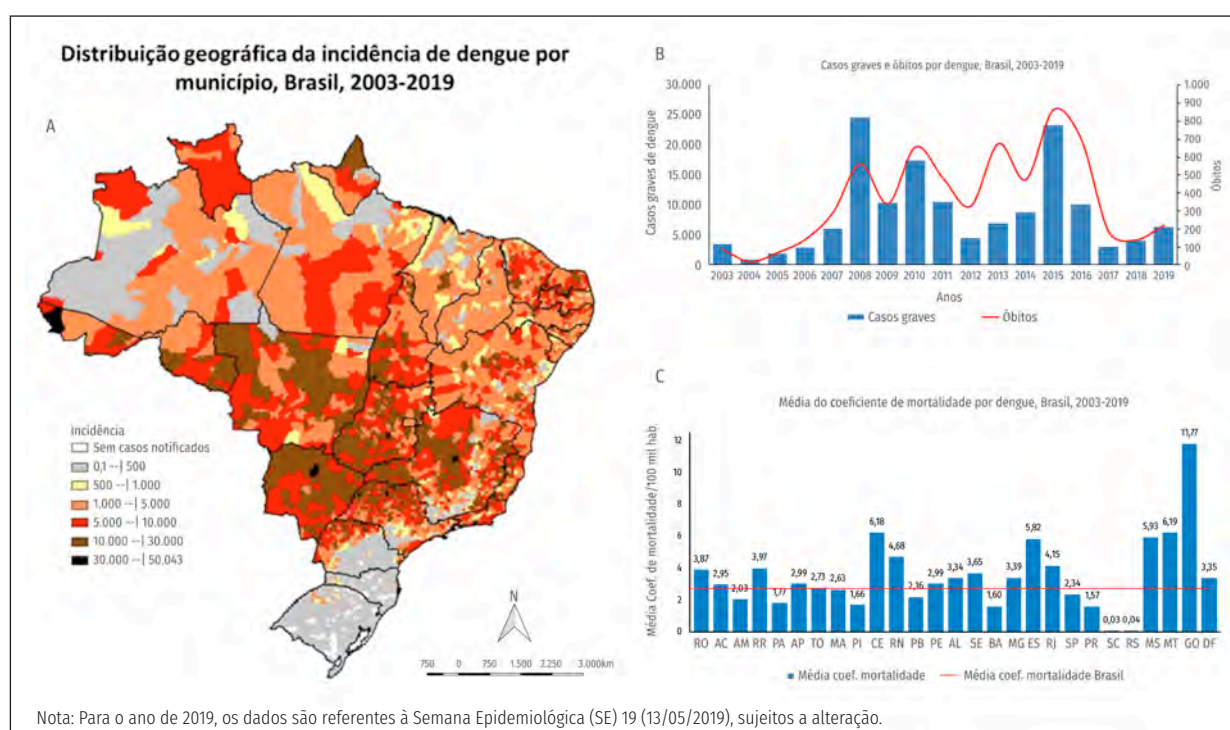 Distribuição geográfica da incidência de dengue por
município, Brasil, 2003-2019
A
Incidência
Sem casos notificados
0,1 --| 500
500 --| 1.000
1.000 --| 5.000
5.000 --| 10.000
10.000 --| 30.000
30.000 --| 50.043
N
750 0 750 1.500 2.250 3.000km
B
Casos graves e óbitos por dengue, Brasil, 2003-2019
Casos graves de dengue
30.000
25.000
20.000
15.000
10.000
5.000
0
1.000
900
800
700
600
500
400
300
200
100
0
Óbitos
2003 2004 2005 2006 2007 2008 2009 2010 2011 2012 2013 2014 2015 2016 2017 2018 2019
Anos
Casos graves Óbitos
C
Média do coeficiente de mortalidade por dengue, Brasil, 2003-2019
Média Coef. de mortalidade/100 mil hab.
12
10
8
6
4
2
0
3,87 2,95 2,03 3,97 1,77 2,99 2,73 2,63 1,66 6,18 4,68 2,16 2,99 3,34 3,65 1,60 3,39 5,82 4,15 2,34 1,57 0,03 0,04 5,93 6,19 11,77 3,35
RO AC AM RR PA AP TO MA PI CE RN PB PE AL SE BA MG ES RJ SP PR SC RS MS MT GO DF
Média coef. mortalidade Média coef. mortalidade Brasil
Nota: Para o ano de 2019, os dados são referentes à Semana Epidemiológica (SE) 19 (13/05/2019), sujeitos a alteração.